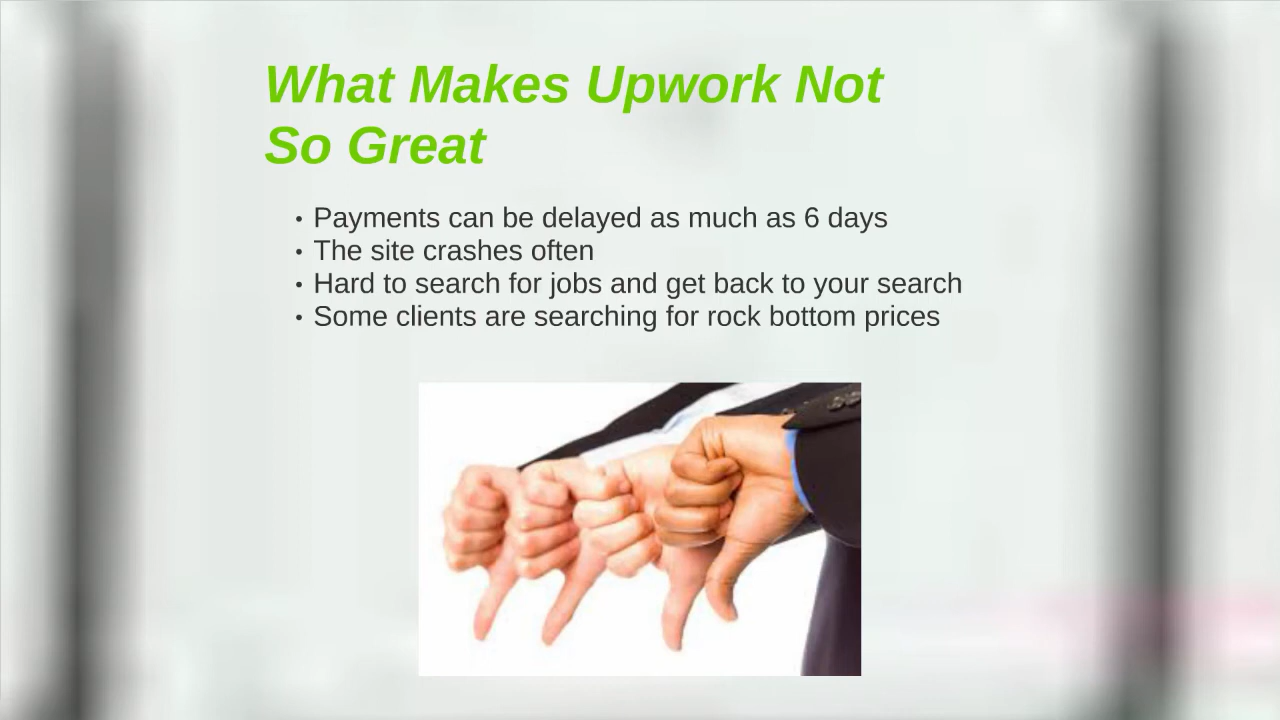 What Makes Upwork Not
So Great
• Payments can be delayed as much as 6 days
• The site crashes often
• Hard to search for jobs and get back to your search
• Some clients are searching for rock bottom prices